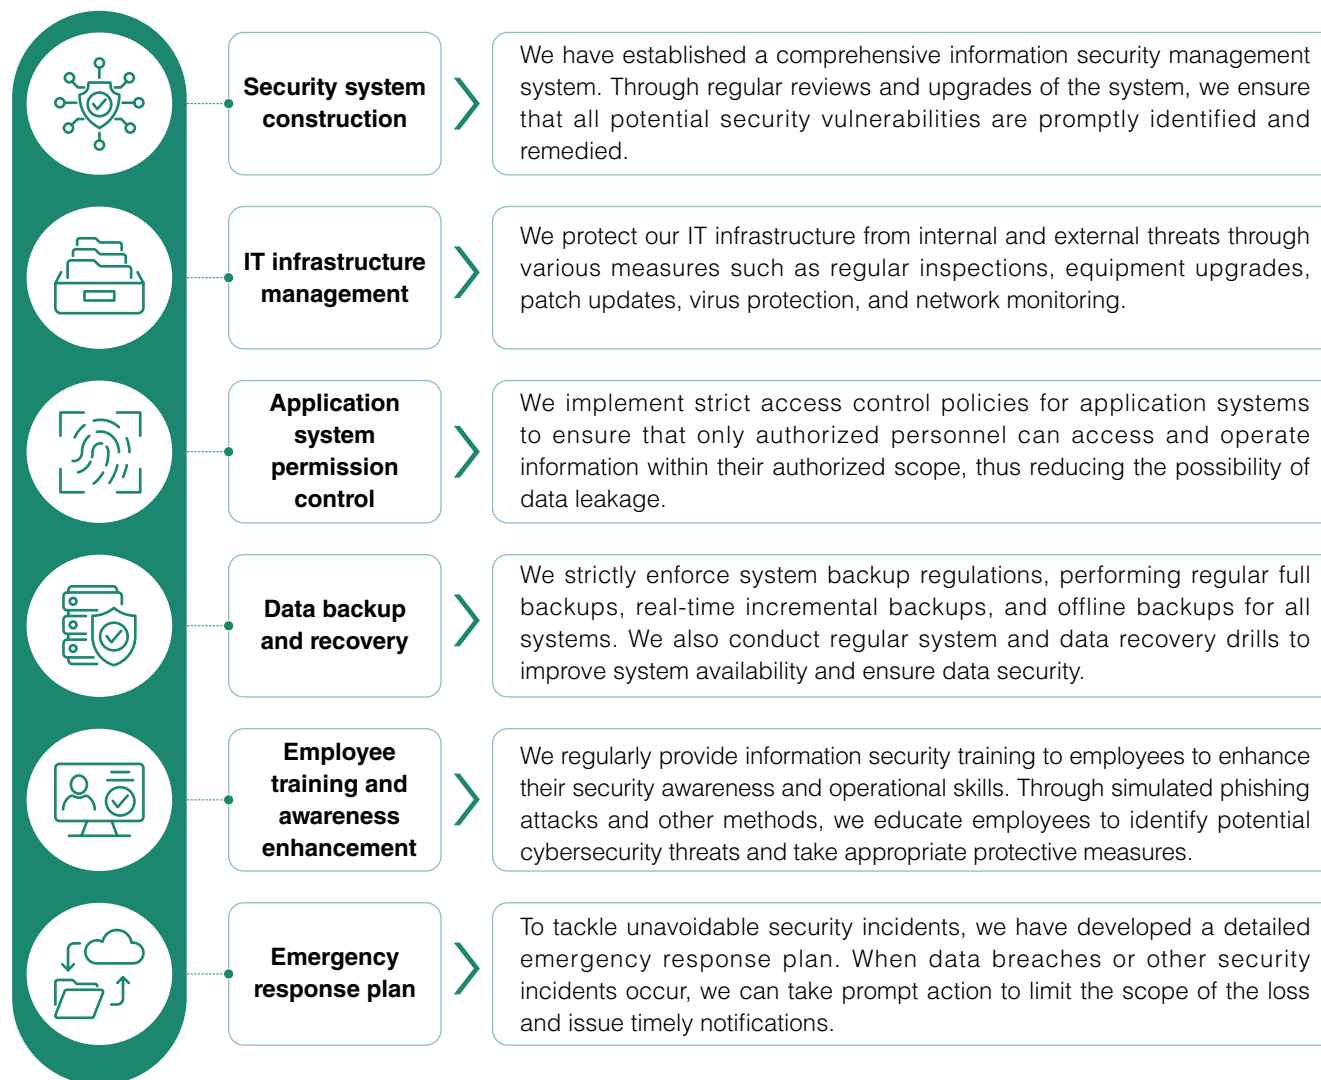 Security system
construction
We have established a comprehensive information security management
system. Through regular reviews and upgrades of the system, we ensure
that all potential security vulnerabilities are promptly identified and
remedied.
IT infrastructure
management
We protect our IT infrastructure from internal and external threats through
various measures such as regular inspections, equipment upgrades,
patch updates, virus protection, and network monitoring.
Application
system
permission
control
We implement strict access control policies for application systems
to ensure that only authorized personnel can access and operate
information within their authorized scope, thus reducing the possibility of
data leakage.
Data backup
and recovery
We strictly enforce system backup regulations, performing regular full
backups, real-time incremental backups, and offline backups for all
systems. We also conduct regular system and data recovery drills to
improve system availability and ensure data security.
Employee
training and
awareness
enhancement
We regularly provide information security training to employees to enhance
their security awareness and operational skills. Through simulated phishing
attacks and other methods, we educate employees to identify potential
cybersecurity threats and take appropriate protective measures.
Emergency
response plan
To tackle unavoidable security incidents, we have developed a detailed
emergency response plan. When data breaches or other security
incidents occur, we can take prompt action to limit the scope of the loss
and issue timely notifications.